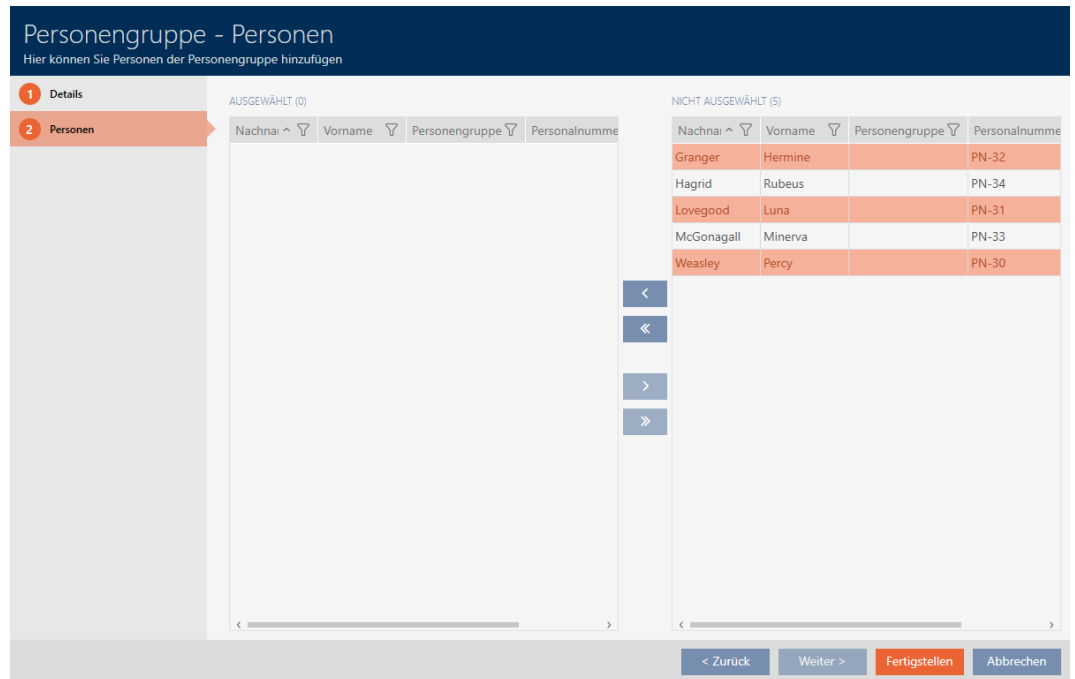 Personengruppe - Personen
Hier können Sie Personen der Personengruppe hinzufügen
1 Details
2 Personen
AUSGEWÄHLT (0)
Nachnai Vorname Personengruppe Personalnumme
NICHT AUSGEWÄHLT (5)
Nachnai Vorname Personengruppe Personalnumme
Granger Hermine PN-32
Hagrid Rubeus PN-34
Lovegood Luna PN-31
McGonagall Minerva PN-33
Weasley Percy PN-30
< Zurück Weiter > Fertigstellen Abbrechen